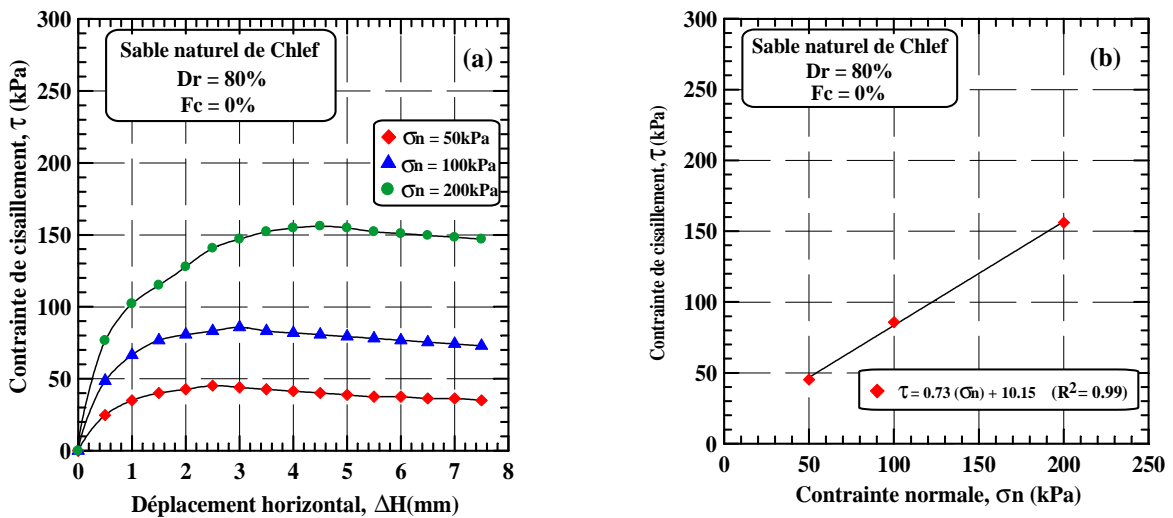 Sable naturel de Chlef
Dr = 80%
Fc = 0%
(a)
σn = 50kPa
σn = 100kPa
σn = 200kPa
Contrainte de cisaillement, τ (kPa)
300
250
200
150
100
50
0
0 1 2 3 4 5 6 7 8
Déplacement horizontal, ΔH(mm)
Sable naturel de Chlef
Dr = 80%
Fc = 0%
(b)
τ = 0.73 (σn) + 10.15 (R²= 0.99)
Contrainte de cisaillement, τ (kPa)
300
250
200
150
100
50
0
0 50 100 150 200 250
Contrainte normale, σn (kPa)